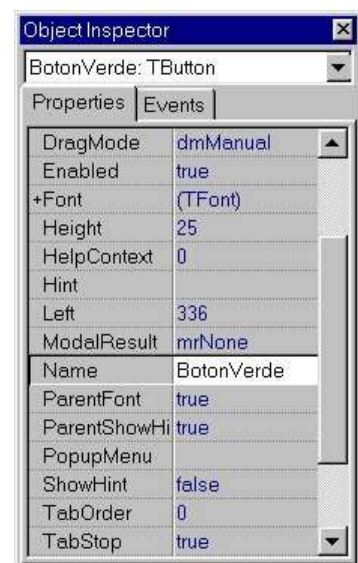 Object Inspector
BotonVerde: TButton
Properties Events
DragMode dmManual
Enabled true
+Font (TFont)
Height 25
HelpContext 0
Hint
Left 336
ModalResult mrNone
Name BotonVerde
ParentFont true
ParentShowHi true
PopupMenu
ShowHint false
TabOrder 0
TabStop true